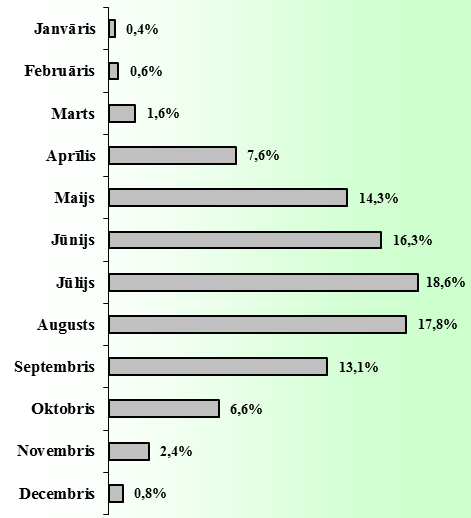 Janvāris 0,4%
Februāris 0,6%
Marts 1,6%
Aprīlis 7,6%
Maijs 14,3%
Jūnijs 16,3%
Jūlijs 18,6%
Augusts 17,8%
Septembris 13,1%
Oktobris 6,6%
Novembris 2,4%
Decembris 0,8%